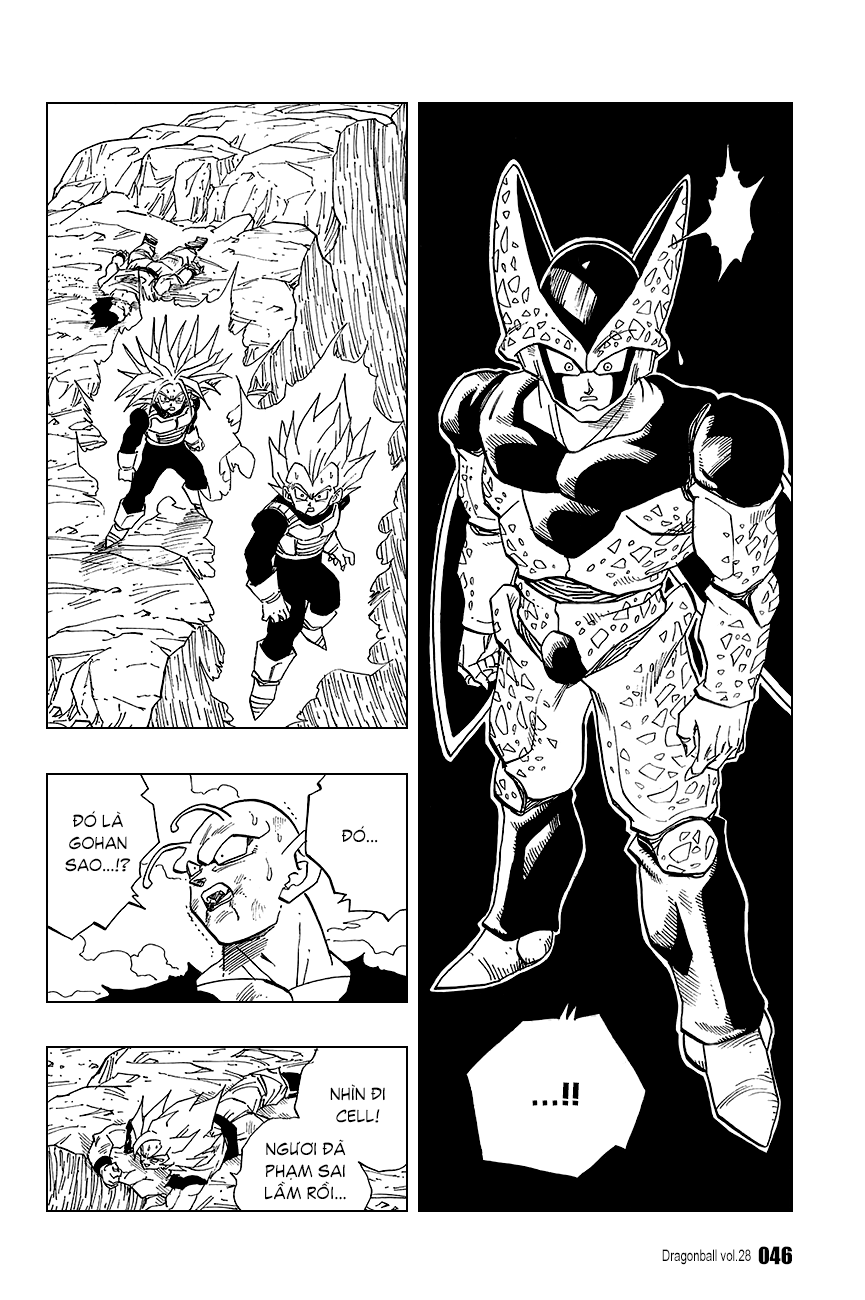 ...!!
ĐÓ...
ĐÓ LÀ
GOHAN
SAO...!?
NHÌN ĐI
CELL!
NGƯƠI ĐÃ
PHẠM SAI
LẦM RỒI...
Dragonball vol.28 046